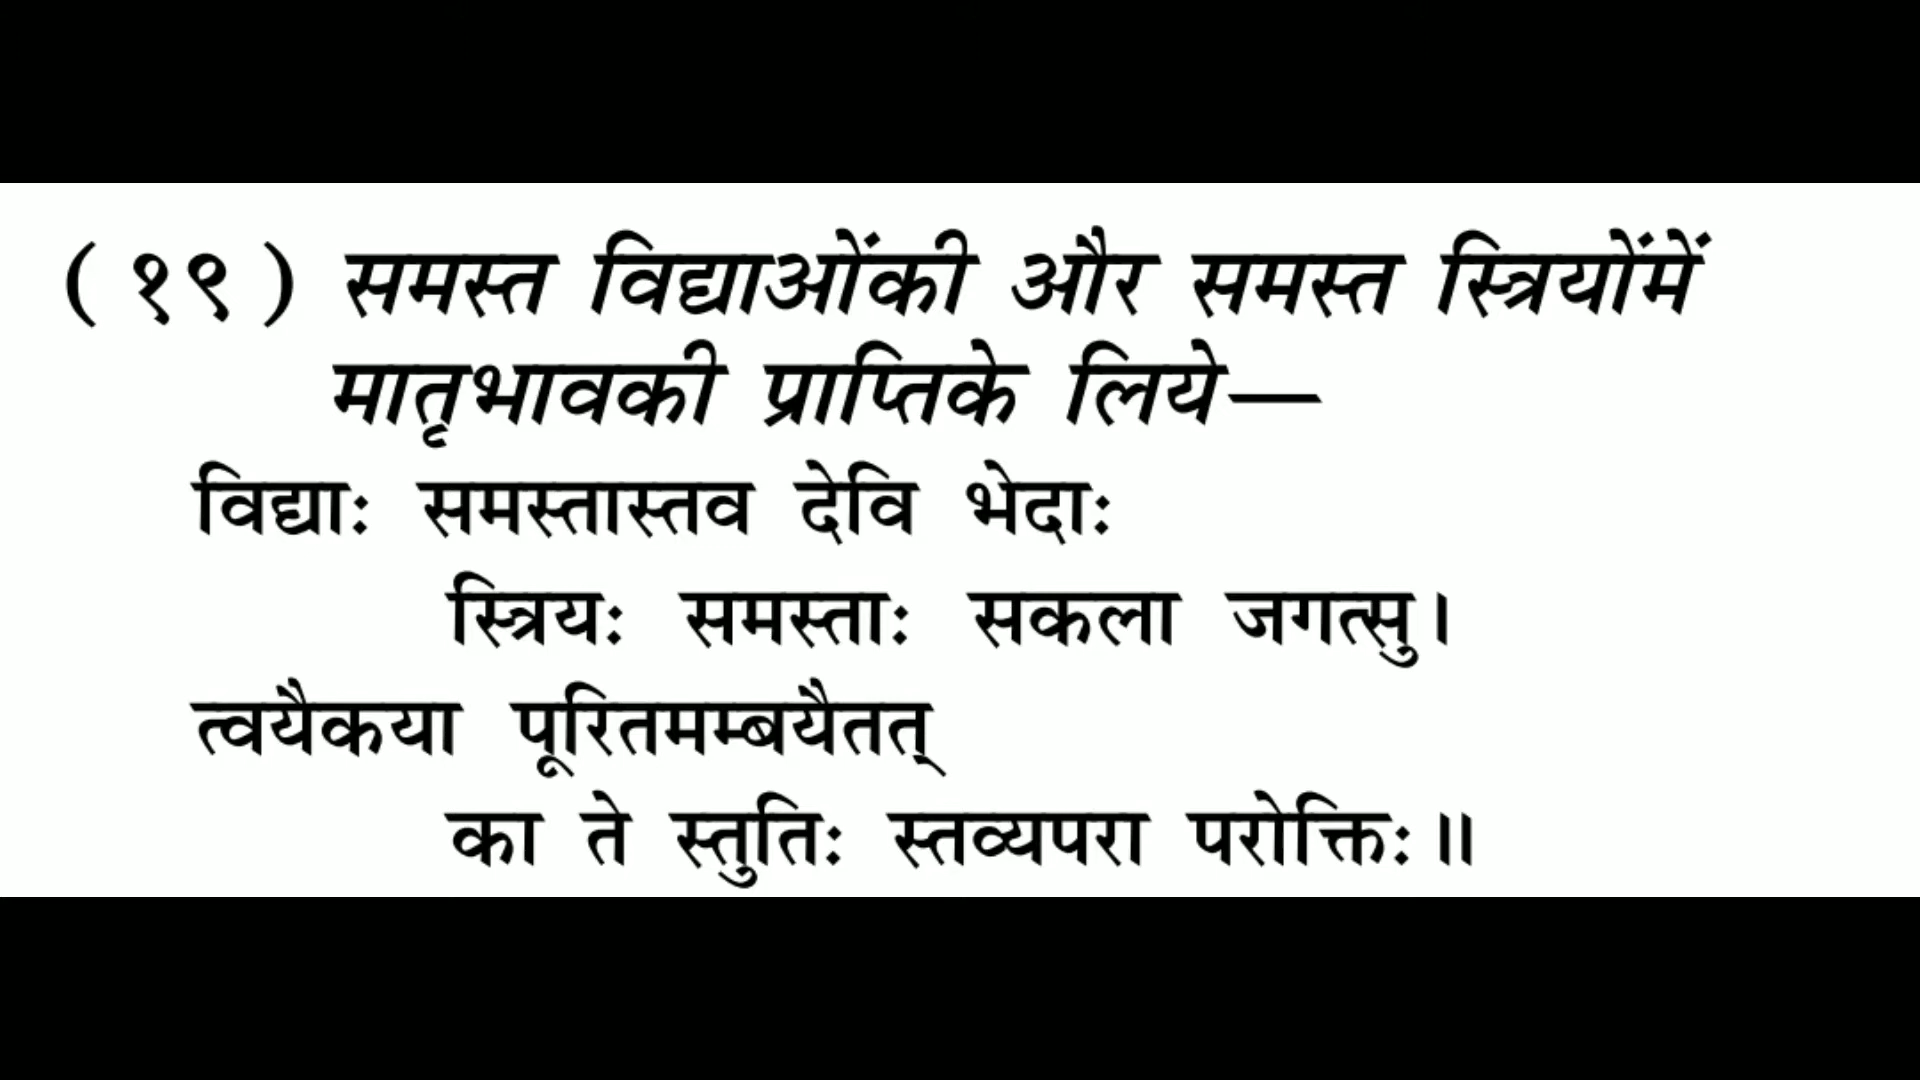 ( १९ ) समस्त विद्याओंकी और समस्त स्त्रियोंमें
मातृभावकी प्राप्तिके लिये—
विद्याः समस्तास्तव देवि भेदाः
स्त्रियः समस्ताः सकला जगत्सु।
त्वयैकया पूरितमम्बयैतत्
का ते स्तुतिः स्तव्यपरा परोक्तिः॥